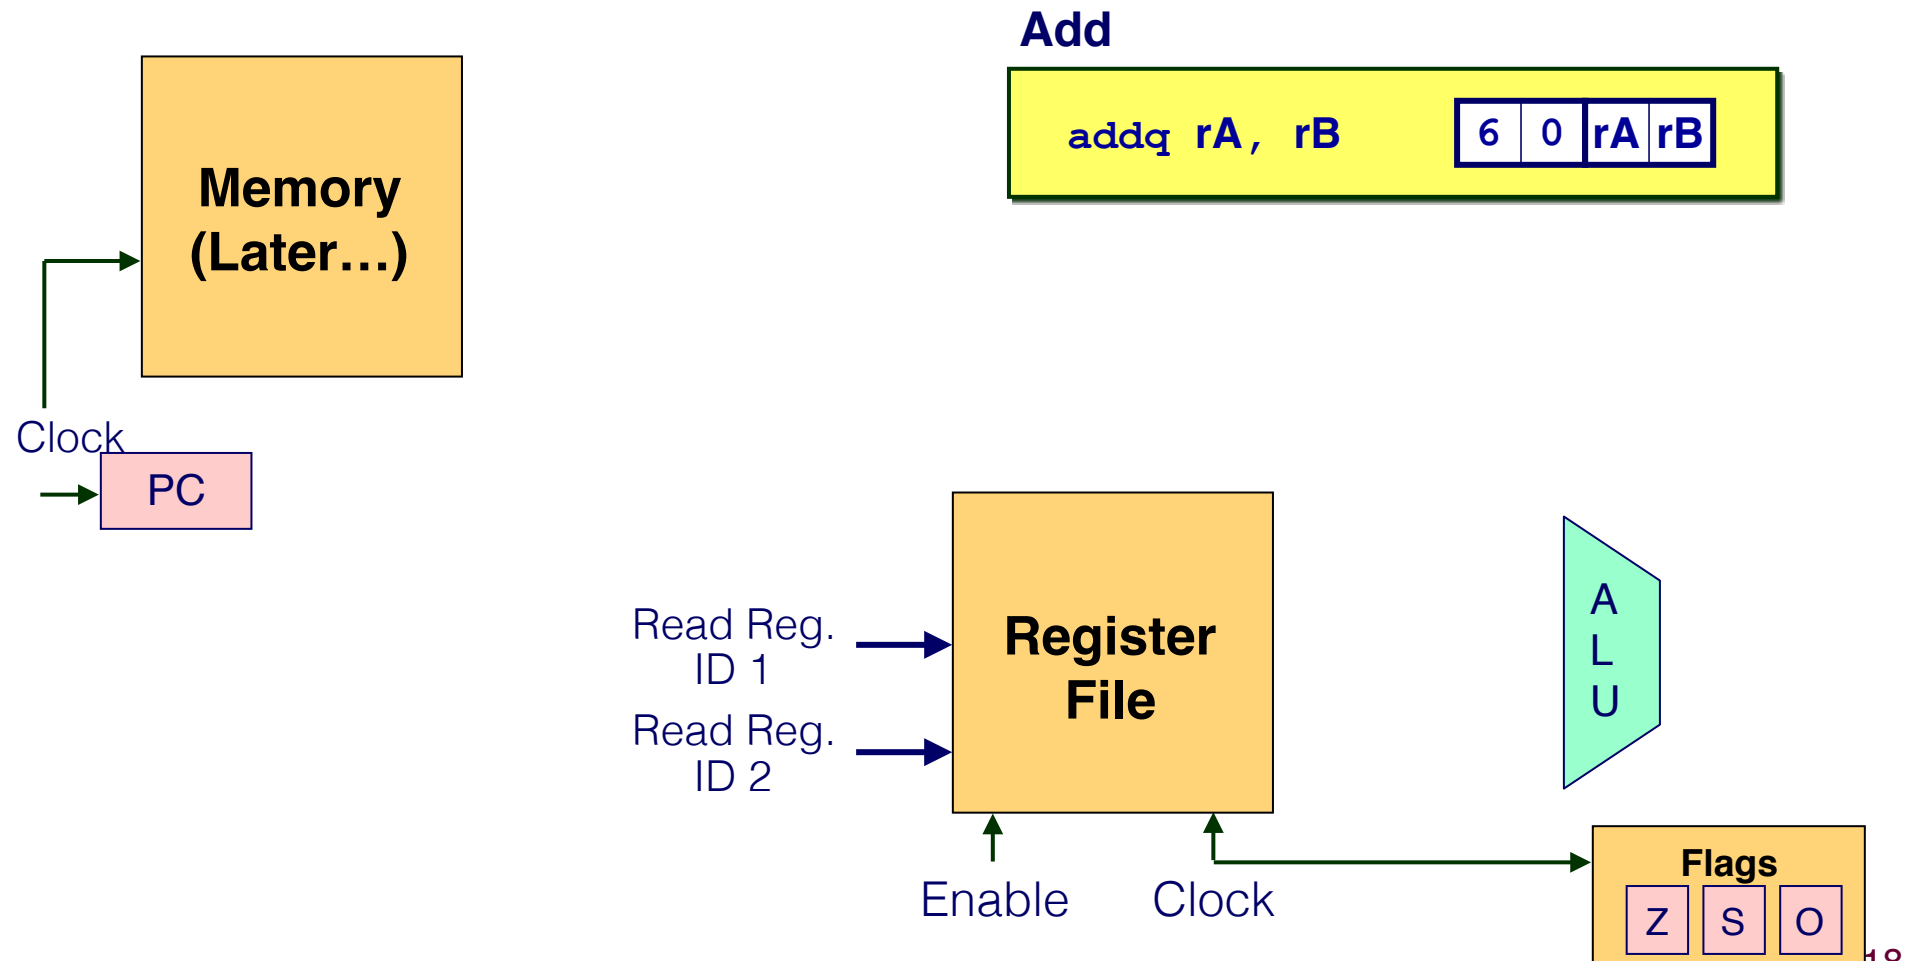 Add
addq rA, rB 6 0 rA rB
Memory
(Later…)
Clock
PC
Read Reg.
ID 1
Read Reg.
ID 2
Register
File
A
L
U
Enable
Clock
Flags
Z S O
18